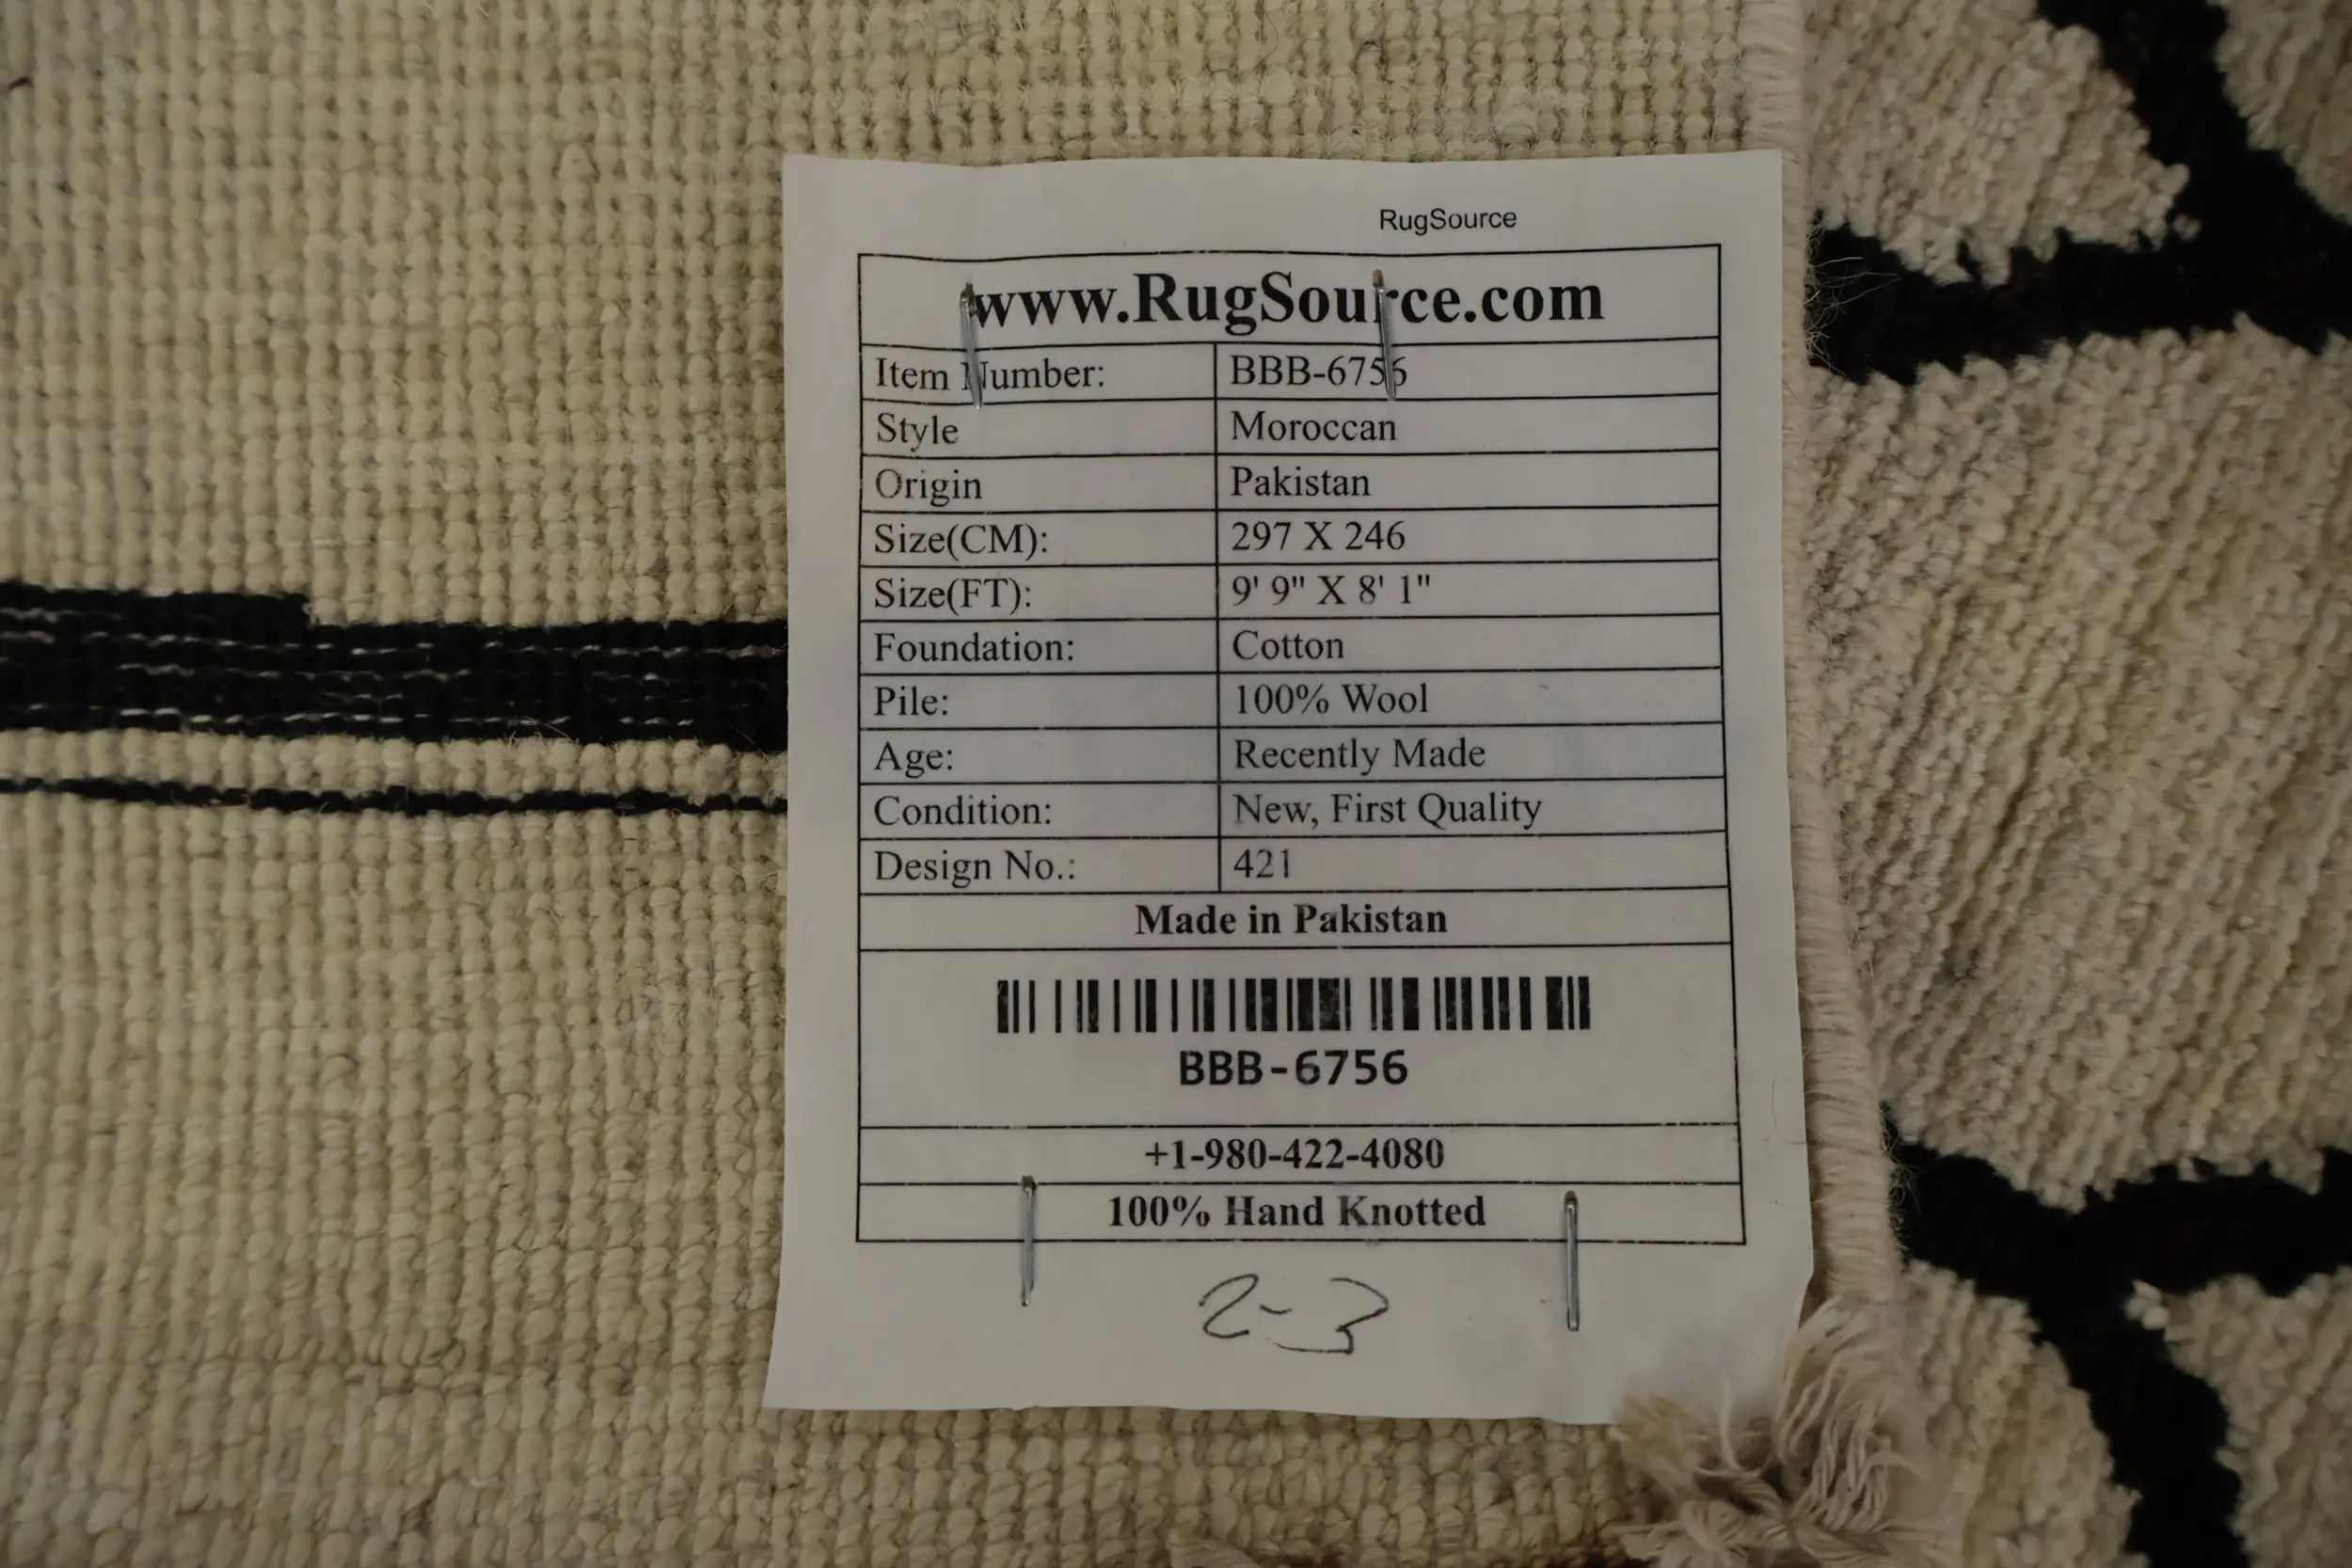 RugSource
www.RugSource.com
Item Number: BBB-6756
Style Moroccan
Origin Pakistan
Size(CM): 297 X 246
Size(FT): 9' 9" X 8' 1"
Foundation: Cotton
Pile: 100% Wool
Age: Recently Made
Condition: New, First Quality
Design No.: 421
Made in Pakistan
BBB-6756
+1-980-422-4080
100% Hand Knotted
2-3